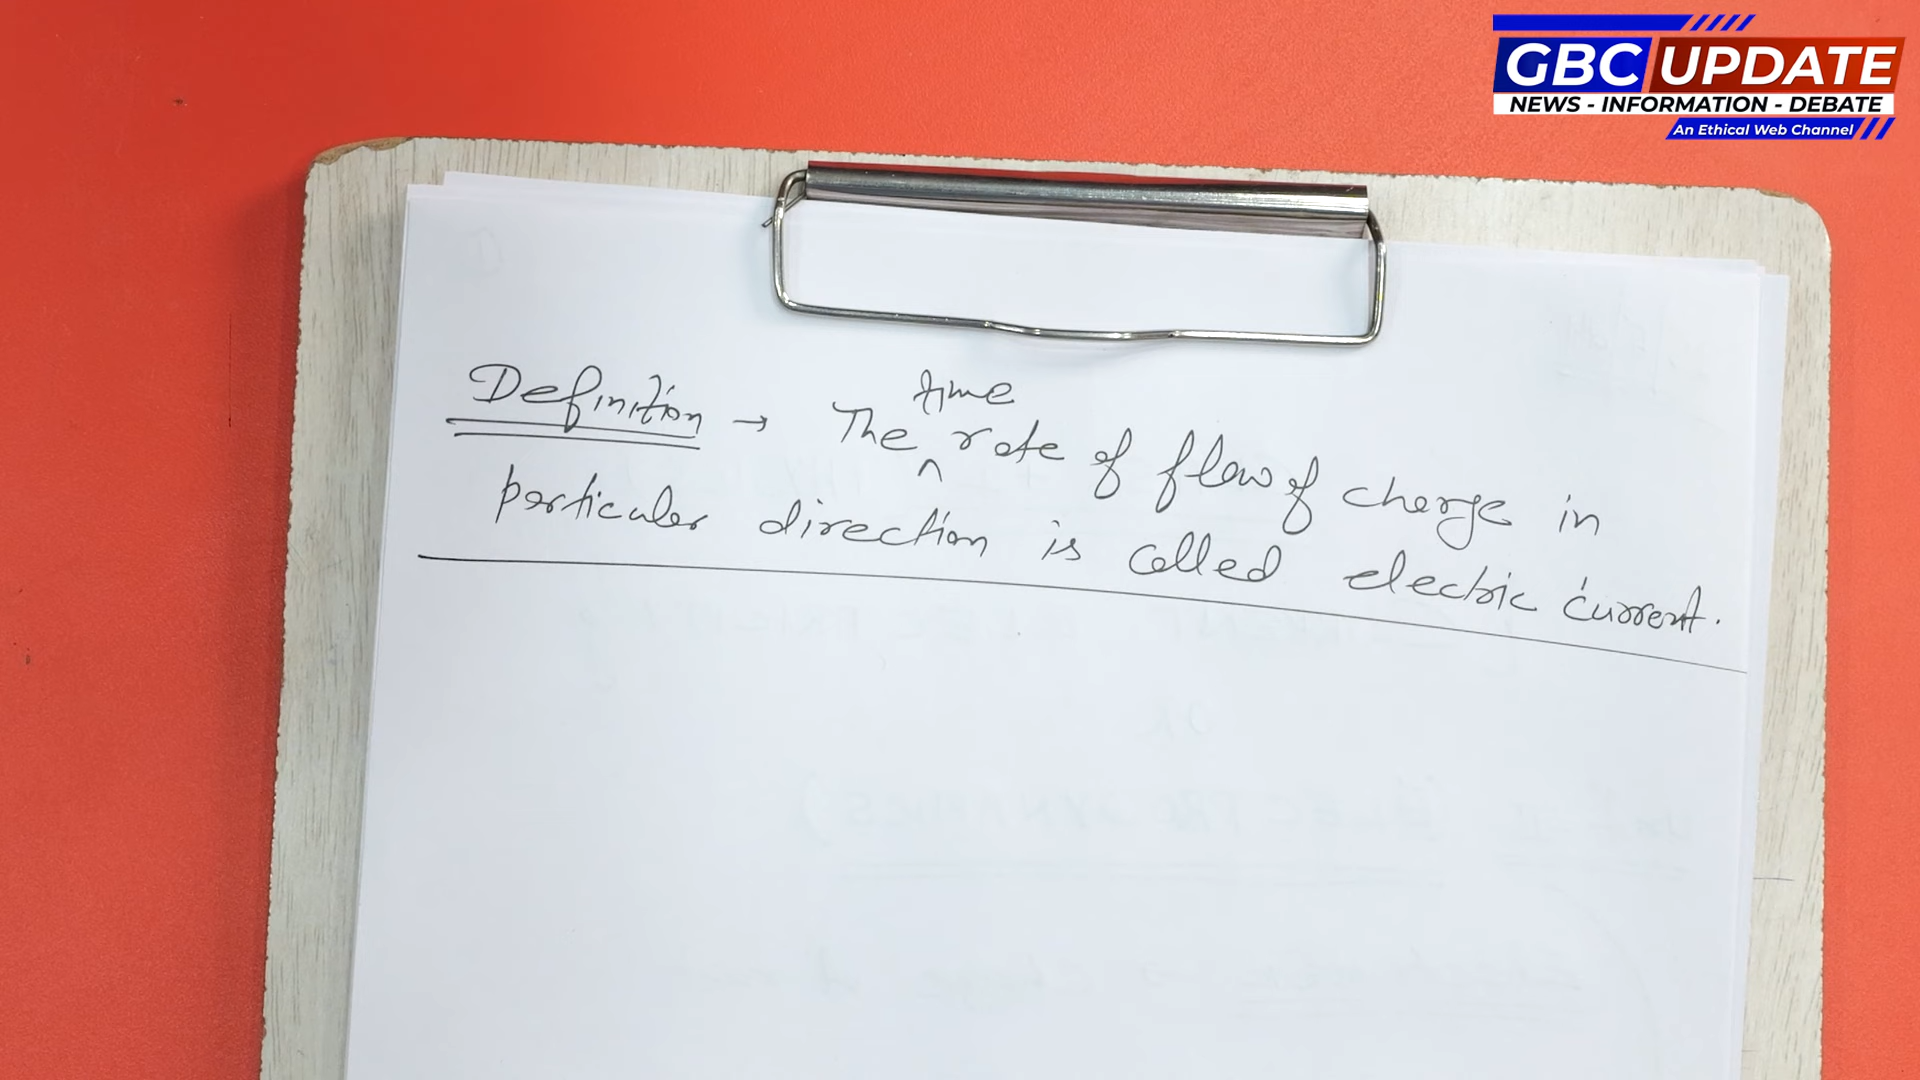 GBC UPDATE
NEWS - INFORMATION - DEBATE
An Ethical Web Channel
Definition → The ^ time rate of flow of charge in
particular direction is called electric current.